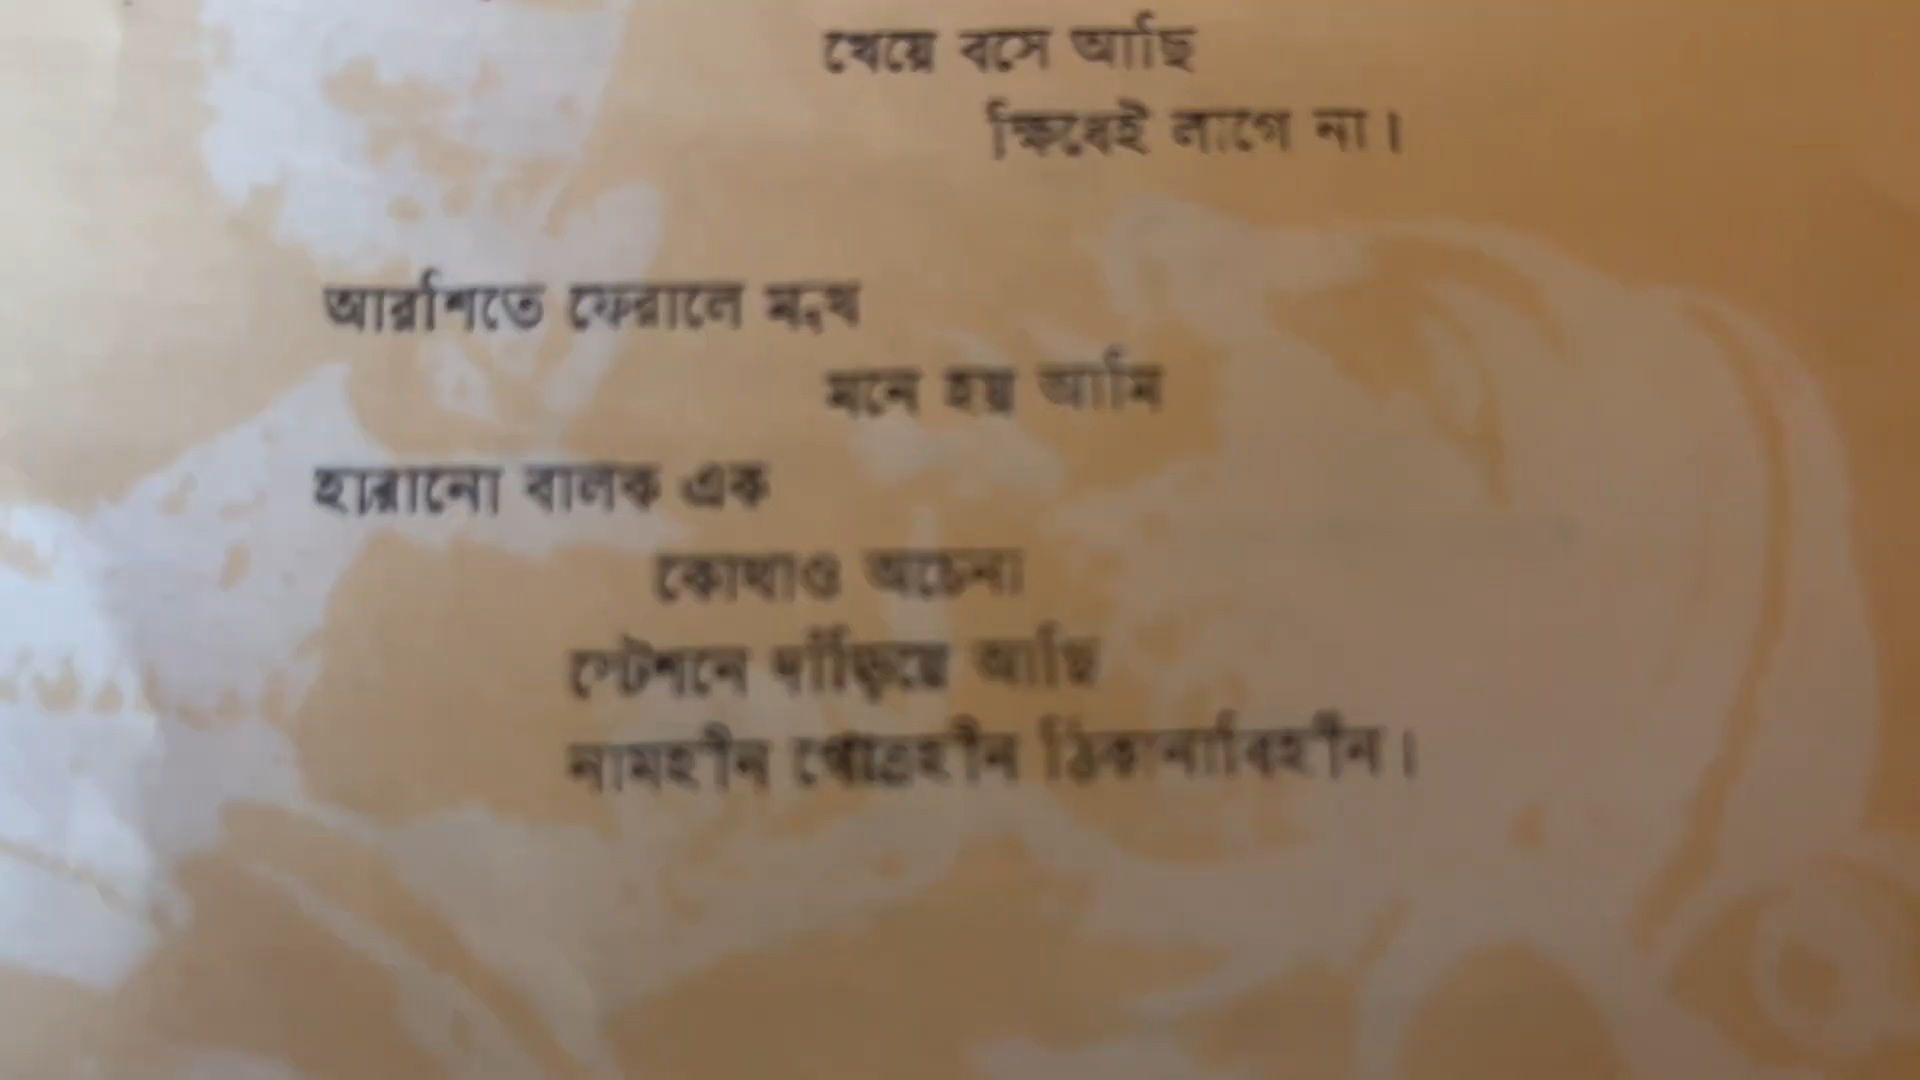 খেয়ে বসে আছি
ক্ষিধেই লাগে না।
আরশিতে ফেরালে মুখ
মনে হয় আমি
হারানো বালক এক
কোথাও অচেনা
স্টেশনে দাঁড়িয়ে আছি
নামহীন গোত্রহীন ঠিকানাবিহীন।